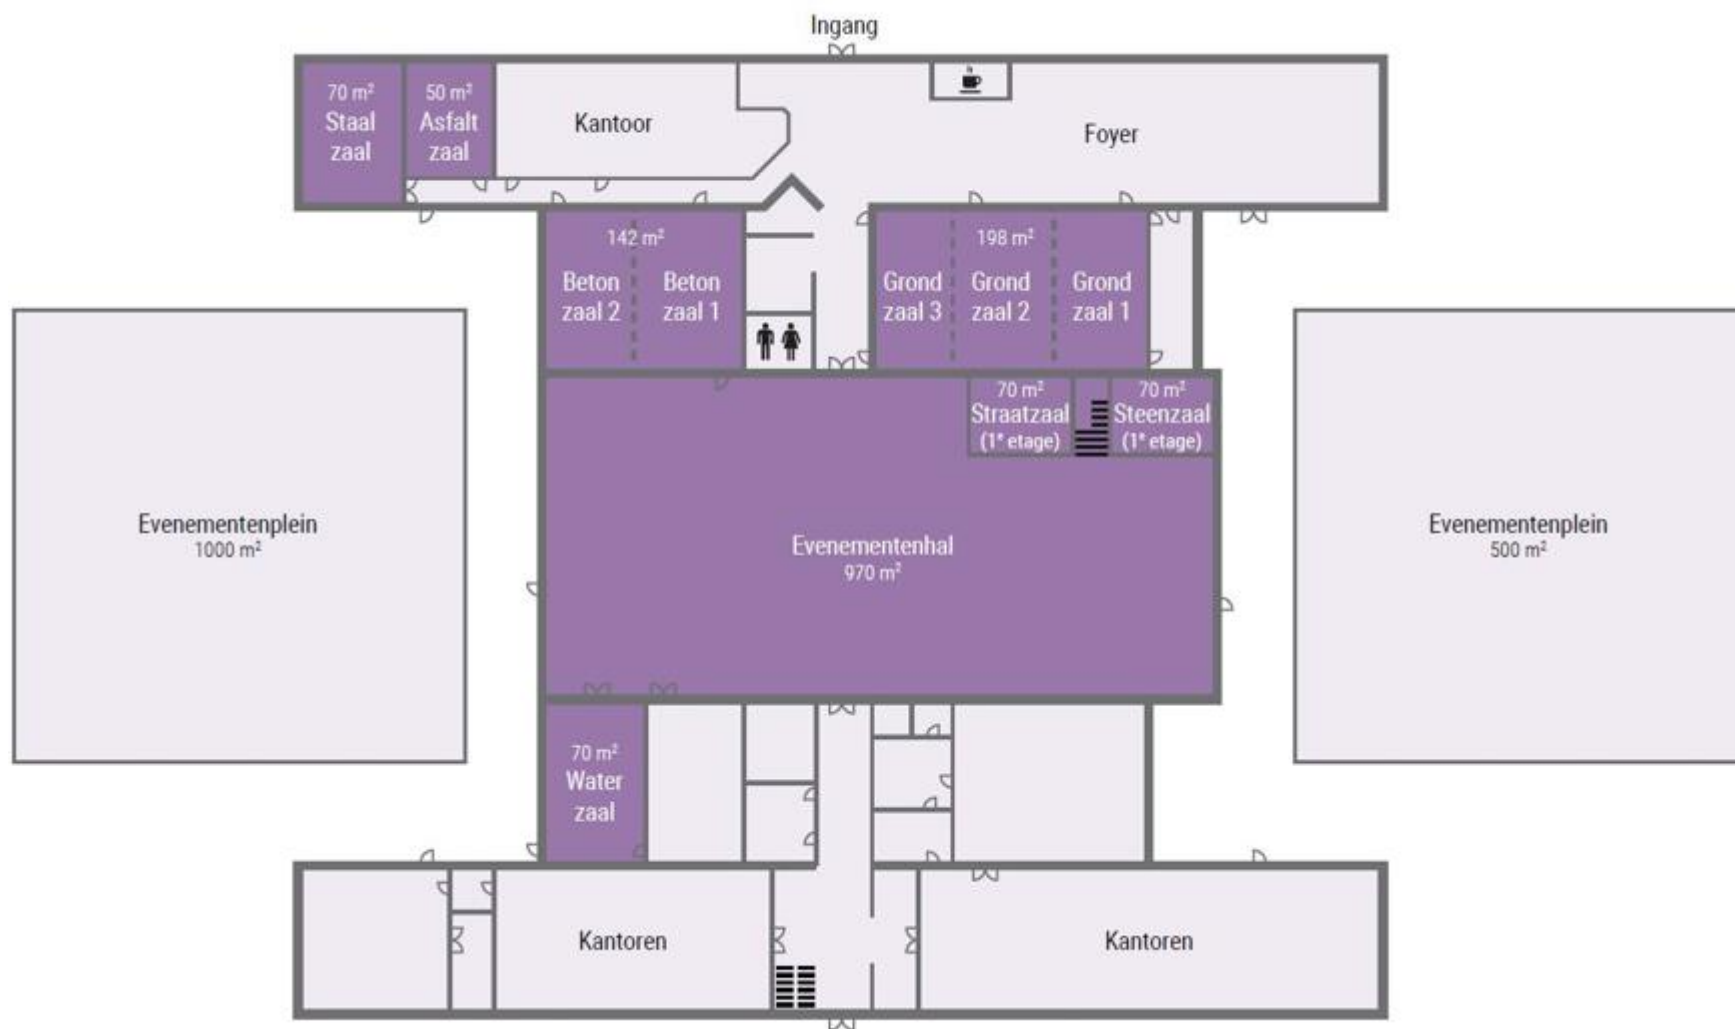 Ingang
70 m²
Staal
zaal
50 m²
Asfalt
zaal
Kantoor
Foyer
142 m²
Beton
zaal 2
Beton
zaal 1
198 m²
Grond
zaal 3
Grond
zaal 2
Grond
zaal 1
70 m²
Straatzaal
(1ᵉ etage)
70 m²
Steenzaal
(1ᵉ etage)
Evenementenplein
1000 m²
Evenementenhal
970 m²
Evenementenplein
500 m²
70 m²
Water
zaal
Kantoren
Kantoren